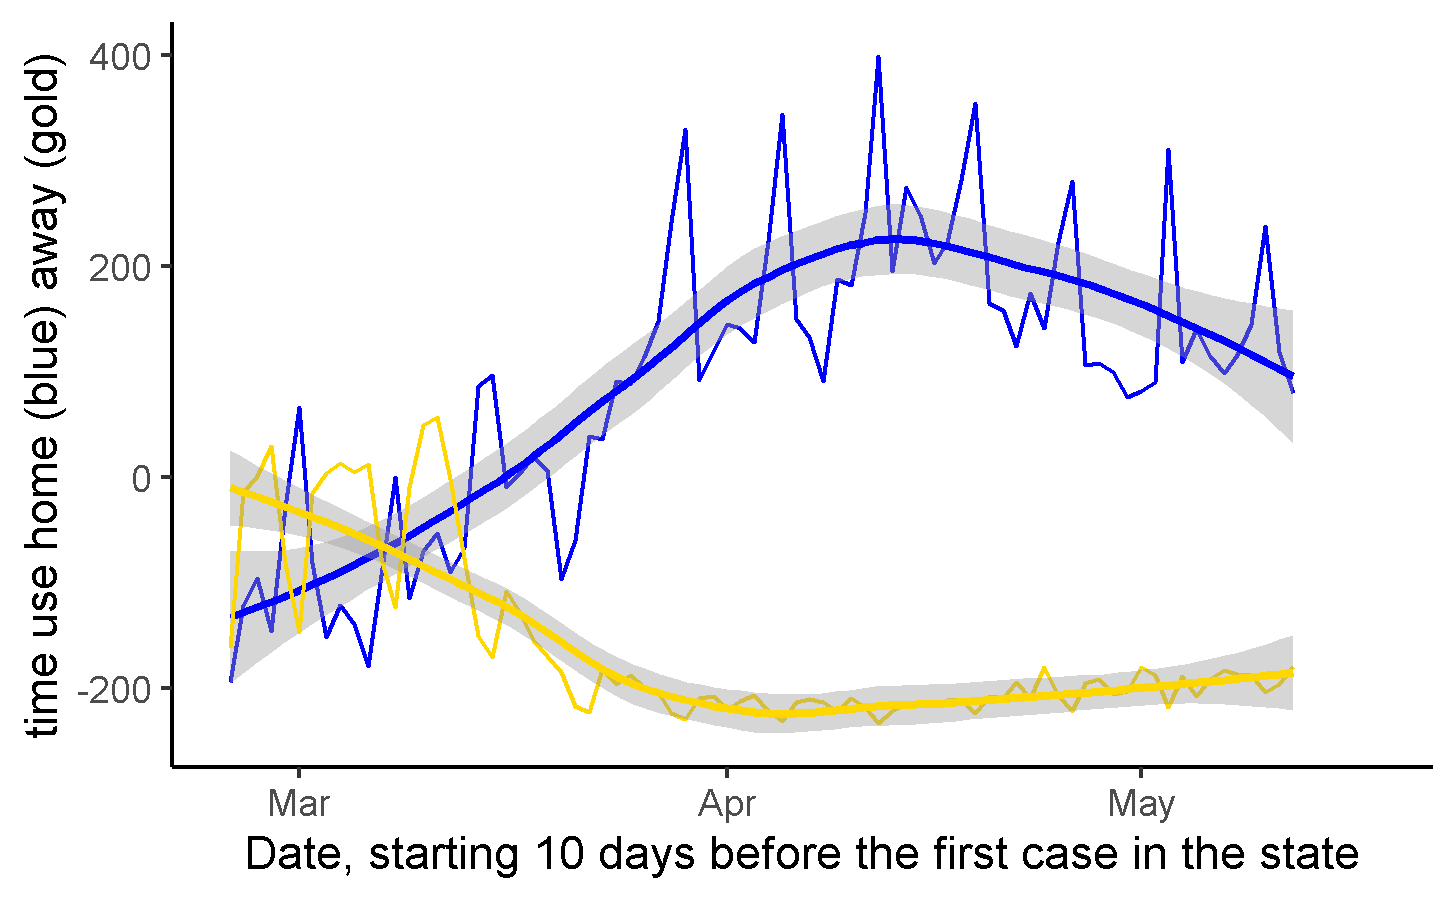 time use home (blue) away (gold)
400
200
0
-200
Mar
Apr
May
Date, starting 10 days before the first case in the state